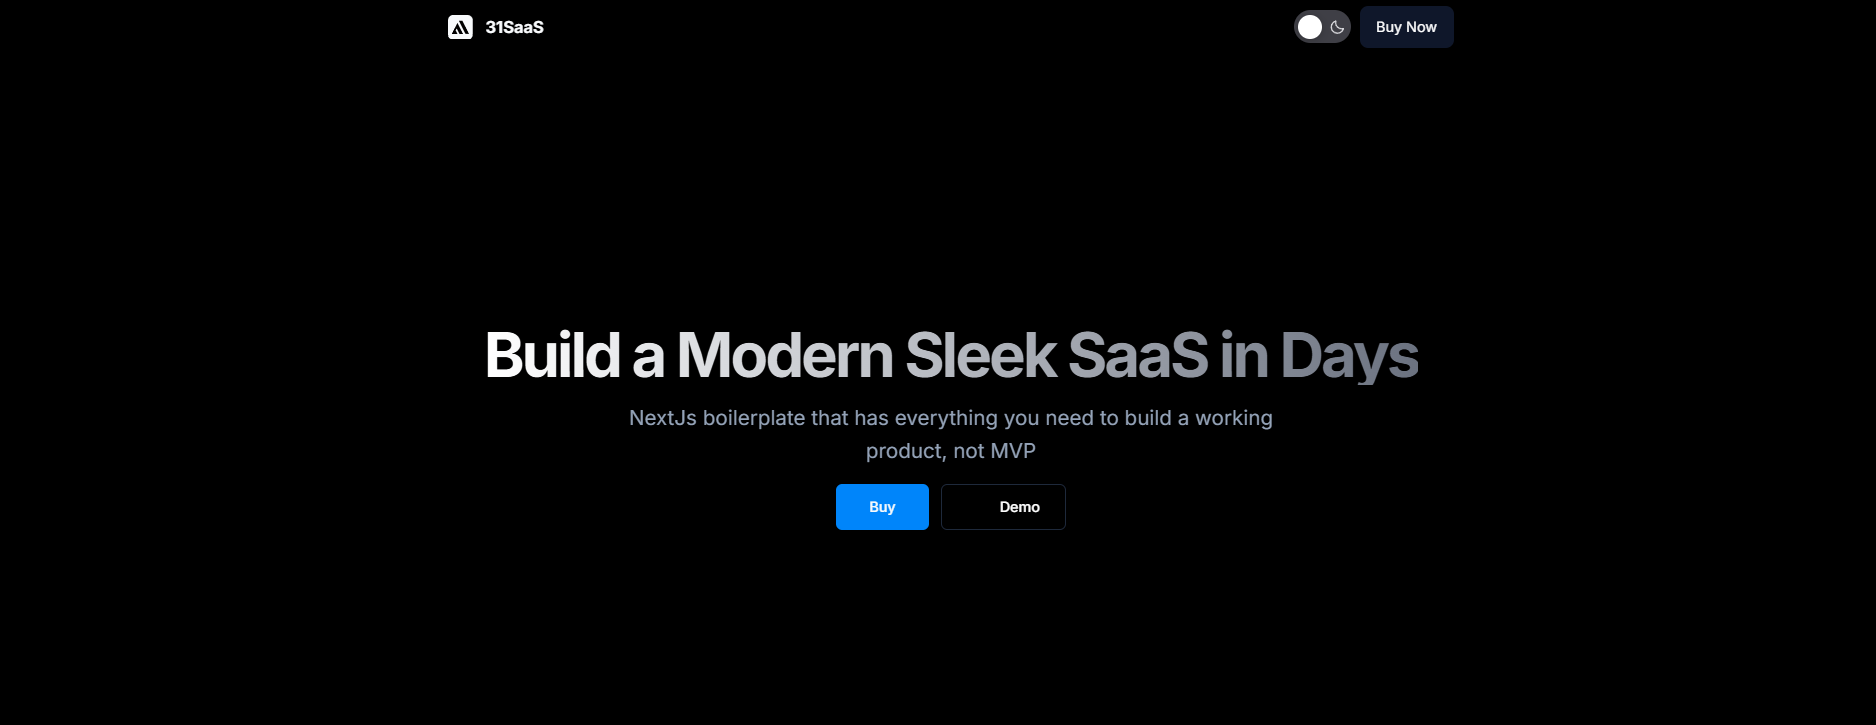 31SaaS
Buy Now
Build a Modern Sleek SaaS in Days
NextJs boilerplate that has everything you need to build a working
product, not MVP
Buy
Demo